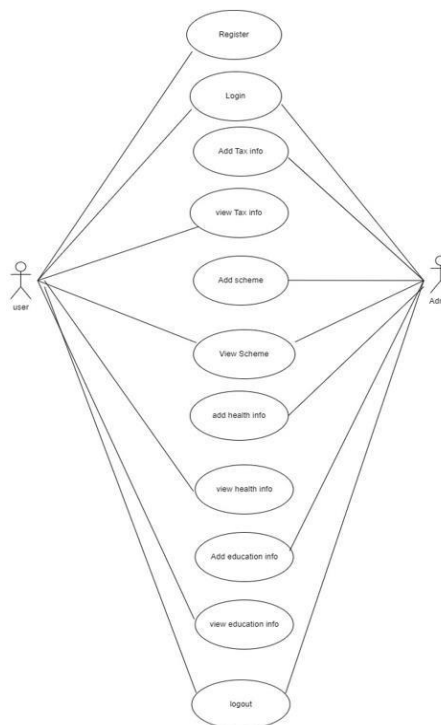 Register
Login
Add Tax info
view Tax info
Add scheme
user
View Scheme
add health info
view health info
Add education info
view education info
logout